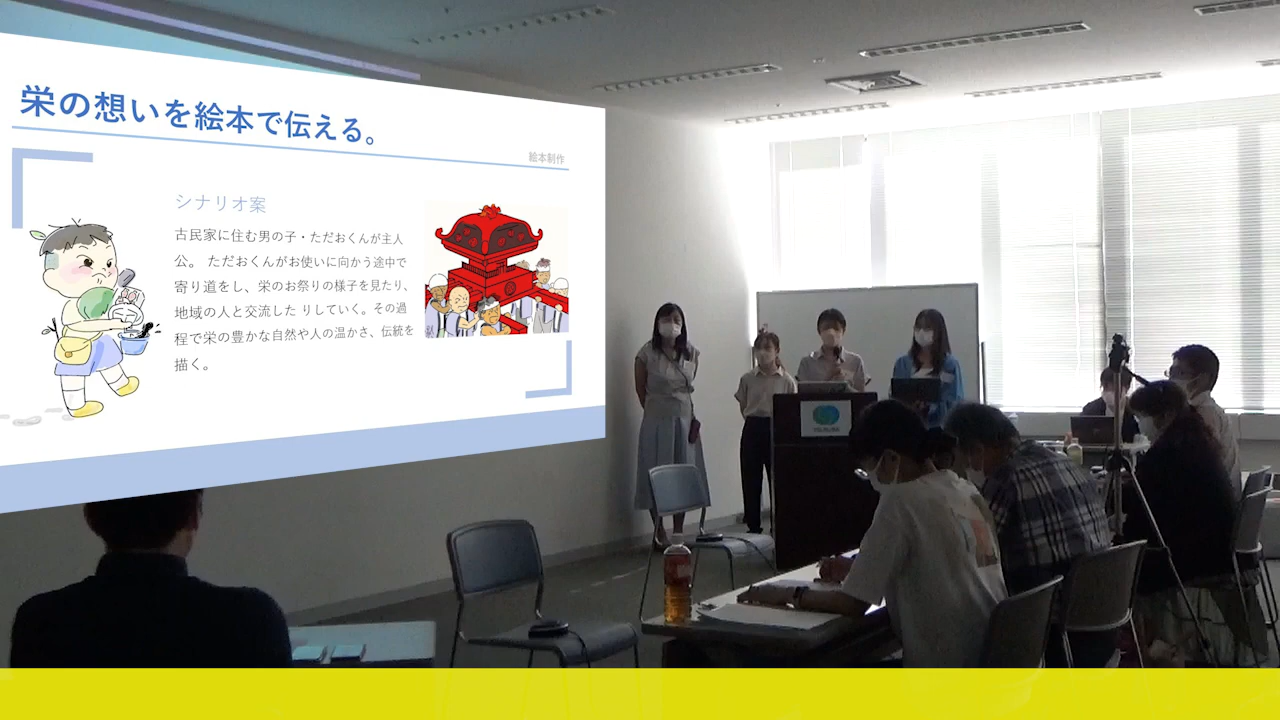 栄の想いを絵本で伝える。
絵本制作
シナリオ案
古民家に住む男の子・ただおくんが主人
公。 ただおくんがお使いに向かう途中で
寄り道をし、栄のお祭りの様子を見たり、
地域の人と交流した りしていく。その過
程で栄の豊かな自然や人の温かさ、伝統を
描く。